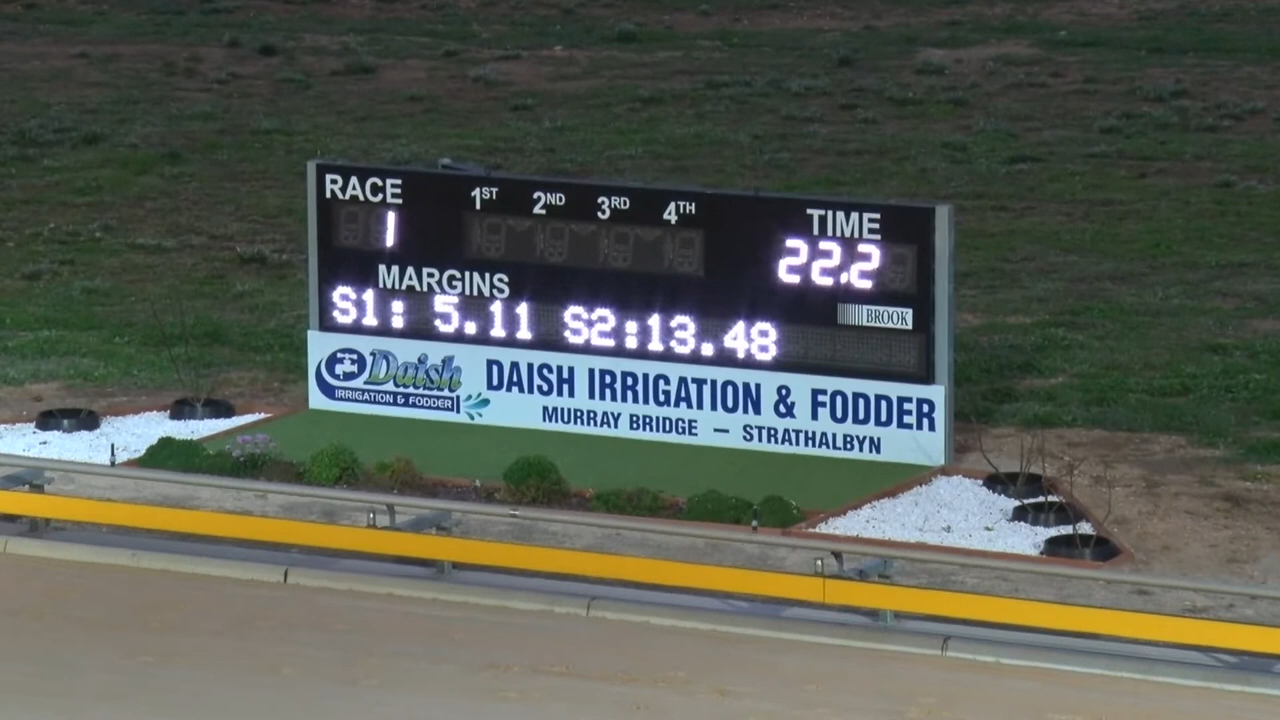 RACE 1ST 2ND 3RD 4TH TIME
1 22.2
MARGINS
S1: 5.11 S2:13.48
BROOK
Daish
IRRIGATION & FODDER
DAISH IRRIGATION & FODDER
MURRAY BRIDGE – STRATHALBYN